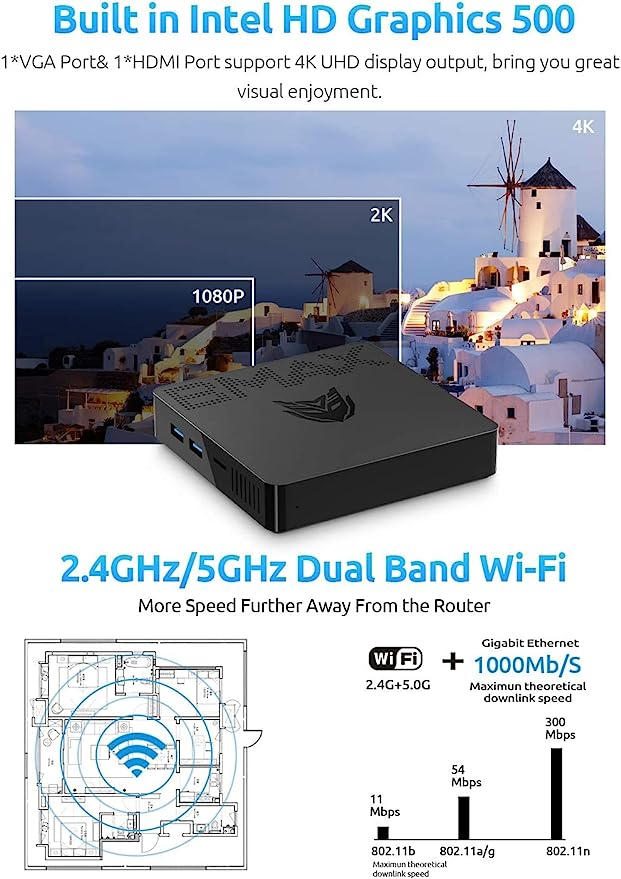 Built in Intel HD Graphics 500
1*VGA Port& 1*HDMI Port support 4K UHD display output, bring you great
visual enjoyment.
4K
2K
1080P
BMAX
2.4GHz/5GHz Dual Band Wi-Fi
More Speed Further Away From the Router
WiFi
2.4G+5.0G
+
Gigabit Ethernet
1000Mb/S
Maximun theoretical
downlink speed
300
Mbps
54
Mbps
11
Mbps
802.11b
802.11a/g
802.11n
Maximun theoretical
downlink speed